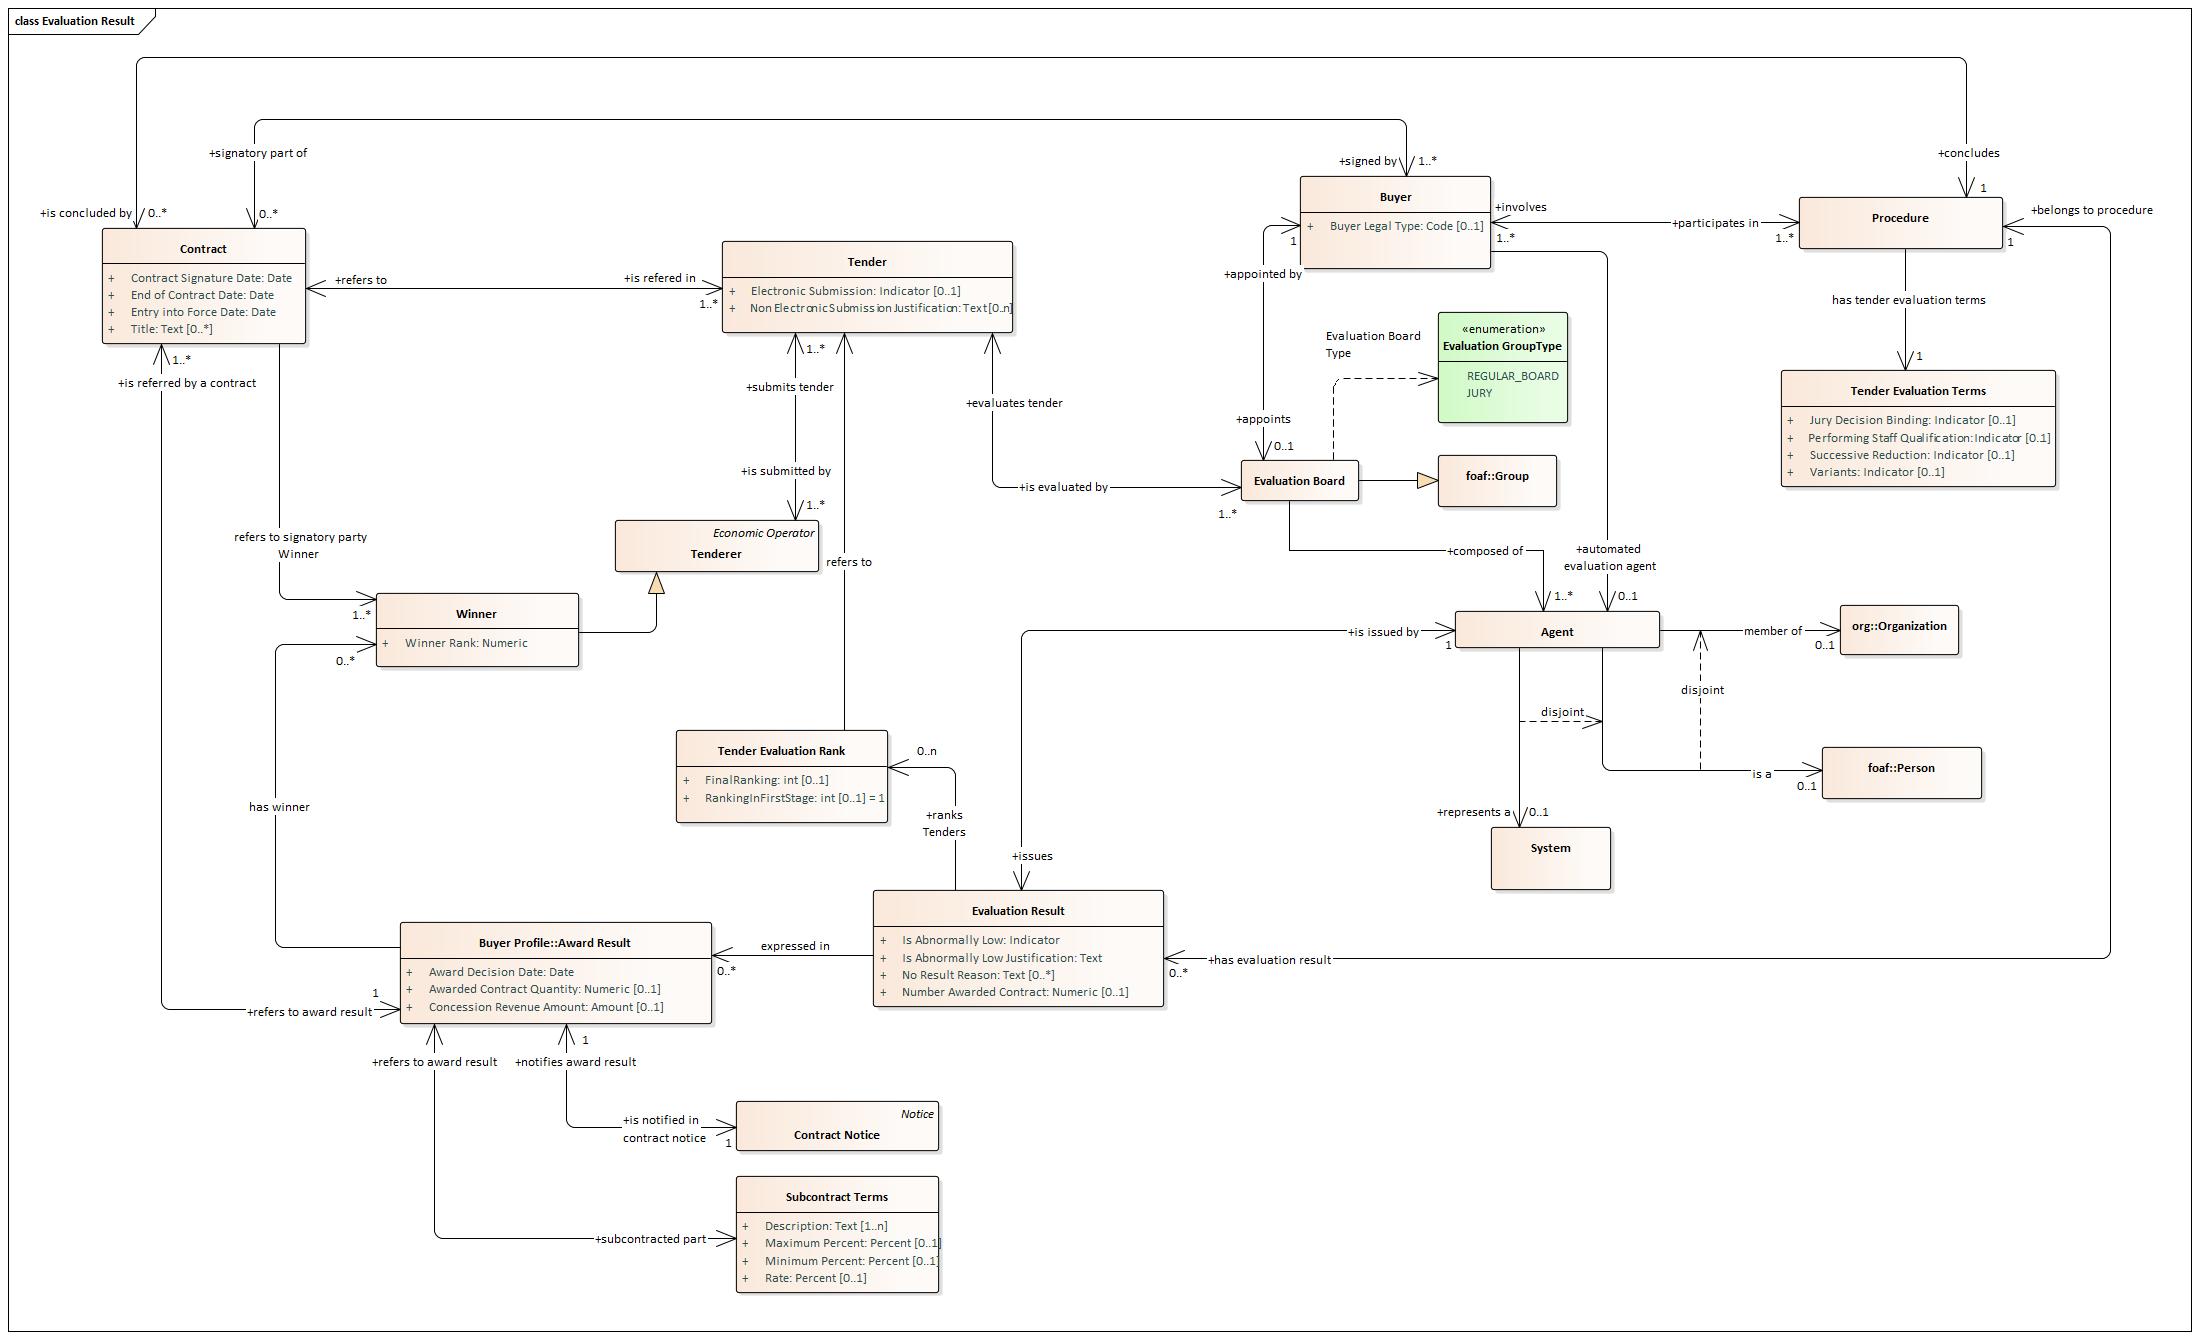 class Evaluation Result
+signatory part of
+signed by
1..*
+concludes
1
+is concluded by
0..*
0..*
Contract
+ Contract Signature Date: Date
+ End of Contract Date: Date
+ Entry into Force Date: Date
+ Title: Text [0..*]
+refers to
+is refered in
1..*
Tender
+ Electronic Submission: Indicator [0..1]
+ Non Electronic Submission Justification: Text[0..n]
Buyer
+ Buyer Legal Type: Code [0..1]
+involves
1..*
+participates in
1..*
Procedure
+belongs to procedure
1
1
+appointed by
has tender evaluation terms
1
Evaluation Board
Type
«enumeration»
Evaluation GroupType
REGULAR_BOARD
JURY
Tender Evaluation Terms
+ Jury Decision Binding: Indicator [0..1]
+ Performing Staff Qualification: Indicator [0..1]
+ Successive Reduction: Indicator [0..1]
+ Variants: Indicator [0..1]
1..*
+is referred by a contract
1..*
+submits tender
+evaluates tender
+appoints
0..1
+is submitted by
1..*
+is evaluated by
1..*
Evaluation Board
foaf::Group
refers to signatory party
Winner
1..*
Economic Operator
Tenderer
refers to
+composed of
1..*
+automated
evaluation agent
0..1
Winner
+ Winner Rank: Numeric
0..*
+is issued by
1
Agent
member of
0..1
org::Organization
disjoint
disjoint
has winner
Tender Evaluation Rank
+ FinalRanking: int [0..1]
+ RankingInFirstStage: int [0..1] = 1
0..n
+ranks
Tenders
is a
0..1
foaf::Person
+represents a
0..1
System
+issues
Evaluation Result
+ Is Abnormally Low: Indicator
+ Is Abnormally Low Justification: Text
+ No Result Reason: Text [0..*]
+ Number Awarded Contract: Numeric [0..1]
+has evaluation result
0..*
expressed in
0..*
Buyer Profile::Award Result
+ Award Decision Date: Date
+ Awarded Contract Quantity: Numeric [0..1]
+ Concession Revenue Amount: Amount [0..1]
1
+refers to award result
1
+refers to award result
+notifies award result
+is notified in
contract notice
1
Notice
Contract Notice
+subcontracted part
Subcontract Terms
+ Description: Text [1..n]
+ Maximum Percent: Percent [0..1]
+ Minimum Percent: Percent [0..1]
+ Rate: Percent [0..1]